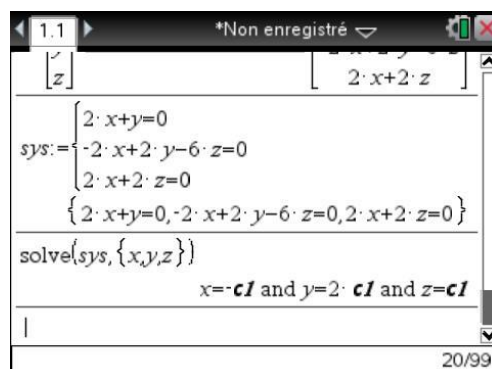 1.1 *Non enregistré
[z] 2· x+2· z
2· x+y=0
sys:= -2· x+2· y−6· z=0
2· x+2· z=0
{2· x+y=0,-2· x+2· y−6· z=0,2· x+2· z=0}
solve(sys,{x,y,z})
x=-c1 and y=2· c1 and z=c1
20/99